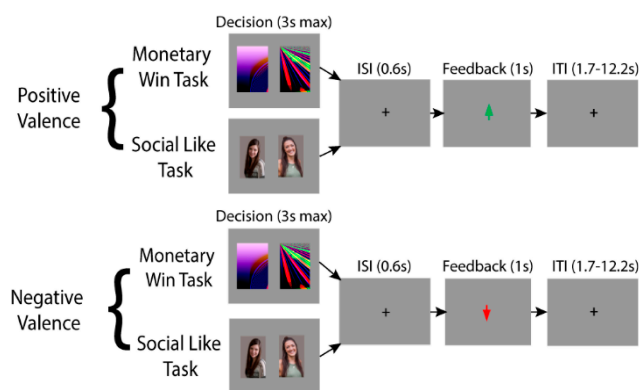 Decision (3s max)
Monetary
Win Task
ISI (0.6s)
Feedback (1s)
ITI (1.7-12.2s)
Positive
Valence
{
+
+
Social Like
Task
Decision (3s max)
Monetary
Win Task
ISI (0.6s)
Feedback (1s)
ITI (1.7-12.2s)
Negative
Valence
{
+
+
Social Like
Task